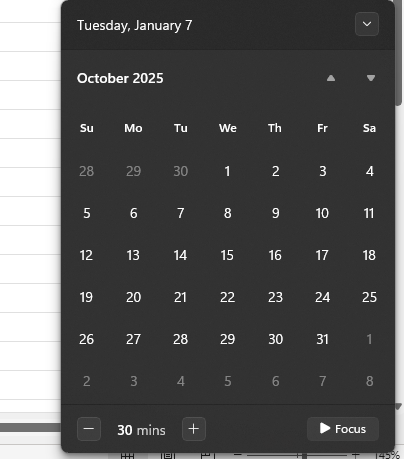 Tuesday, January 7
October 2025
Su Mo Tu We Th Fr Sa
28 29 30 1 2 3 4
5 6 7 8 9 10 11
12 13 14 15 16 17 18
19 20 21 22 23 24 25
26 27 28 29 30 31 1
2 3 4 5 6 7 8
30 mins Focus
145%